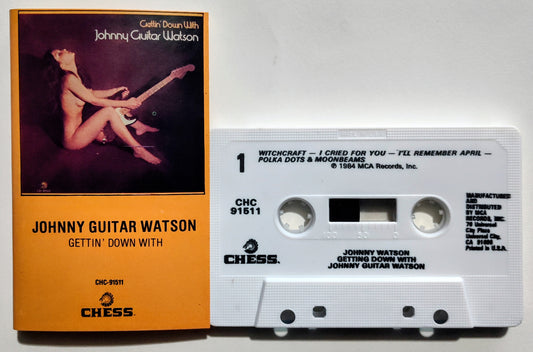 Gettin' Down With
Johnny Guitar Watson
JOHNNY GUITAR WATSON
GETTIN' DOWN WITH
CHC-91511
CHESS
1
WITCHCRAFT — I CRIED FOR YOU — I'LL REMEMBER APRIL —
POLKA DOTS & MOONBEAMS
℗ 1984 MCA Records, Inc.
CHC
91511
100 50 0
MANUFACTURED
AND
DISTRIBUTED
BY MCA
RECORDS, INC.
70 Universal
City Plaza
Universal City,
CA 91608
Printed in U.S.A.
CHESS
JOHNNY WATSON
GETTING DOWN WITH
JOHNNY GUITAR WATSON